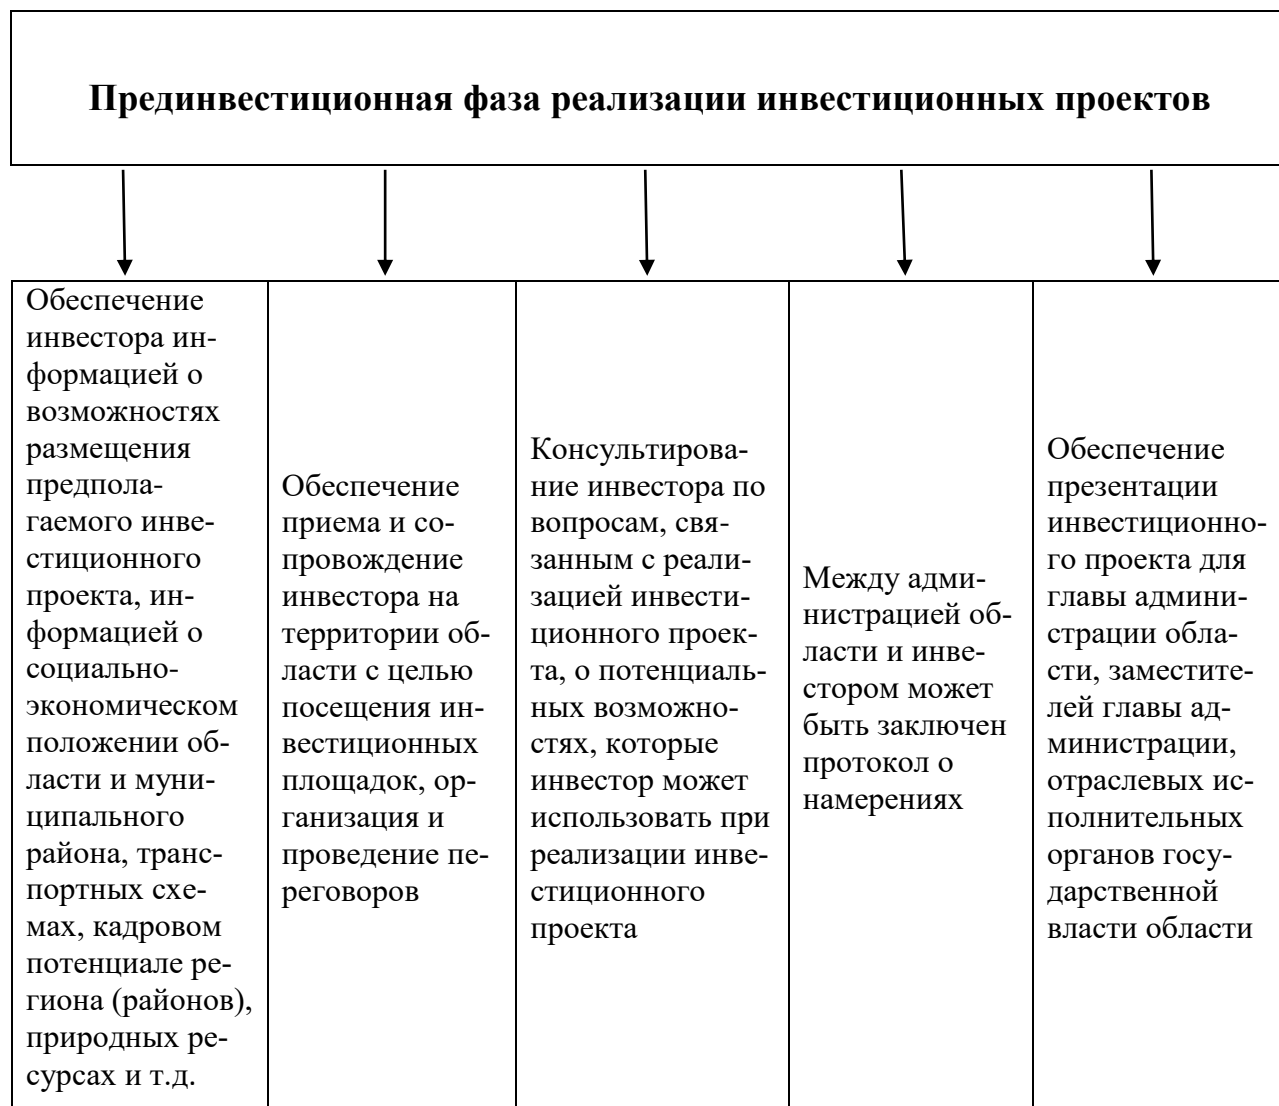 Прединвестиционная фаза реализации инвестиционных проектов
Обеспечение
инвестора ин-
формацией о
возможностях
размещения
предпола-
гаемого инве-
стиционного
проекта, ин-
формацией о
социально-
экономическом
положении об-
ласти и муни-
ципального
района, транс-
портных схе-
мах, кадровом
потенциале ре-
гиона (районов),
природных ре-
сурсах и т.д.
Обеспечение
приема и со-
провождение
инвестора на
территории об-
ласти с целью
посещения ин-
вестиционных
площадок, ор-
ганизация и
проведение пе-
реговоров
Консультирова-
ние инвестора по
вопросам, свя-
занным с реали-
зацией инвести-
ционного проек-
та, о потенциаль-
ных возможно-
стях, которые
инвестор может
использовать при
реализации инве-
стиционного
проекта
Между адми-
нистрацией об-
ласти и инве-
стором может
быть заключен
протокол о
намерениях
Обеспечение
презентации
инвестиционно-
го проекта для
главы админи-
страции обла-
сти, заместите-
лей главы ад-
министрации,
отраслевых ис-
полнительных
органов госу-
дарственной
власти области